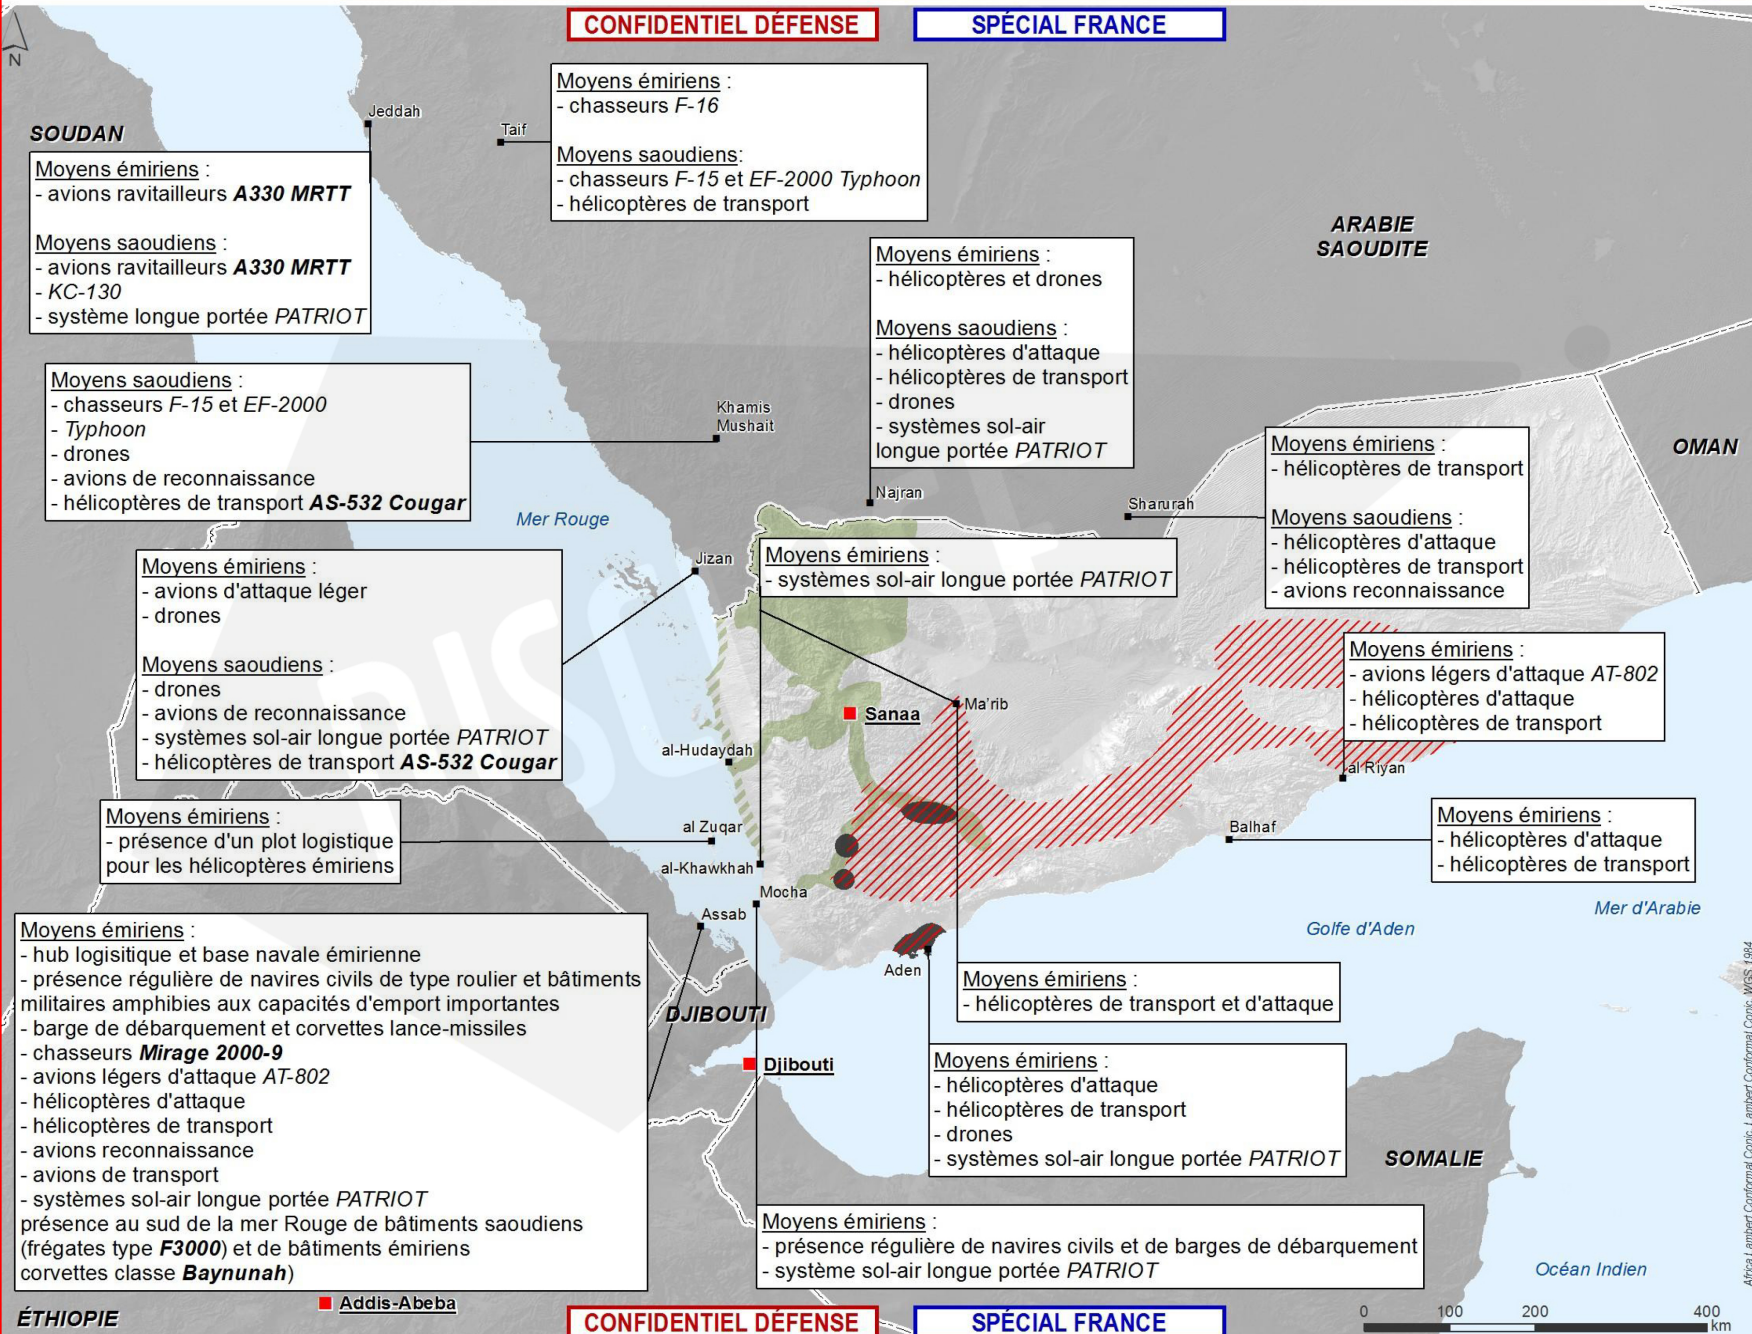 CONFIDENTIEL DÉFENSE
SPÉCIAL FRANCE
N
SOUDAN
Jeddah
Taif
Moyens émiriens :
- chasseurs F-16
Moyens saoudiens:
- chasseurs F-15 et EF-2000 Typhoon
- hélicoptères de transport
Moyens émiriens :
- avions ravitailleurs A330 MRTT
Moyens saoudiens :
- avions ravitailleurs A330 MRTT
- KC-130
- système longue portée PATRIOT
ARABIE
SAOUDITE
Moyens émiriens :
- hélicoptères et drones
Moyens saoudiens :
- hélicoptères d'attaque
- hélicoptères de transport
- drones
- systèmes sol-air
longue portée PATRIOT
Moyens saoudiens :
- chasseurs F-15 et EF-2000
- Typhoon
- drones
- avions de reconnaissance
- hélicoptères de transport AS-532 Cougar
Khamis
Mushait
Mer Rouge
Najran
Sharurah
OMAN
Moyens émiriens :
- hélicoptères de transport
Moyens saoudiens :
- hélicoptères d'attaque
- hélicoptères de transport
- avions reconnaissance
Moyens émiriens :
- avions d'attaque léger
- drones
Moyens saoudiens :
- drones
- avions de reconnaissance
- systèmes sol-air longue portée PATRIOT
- hélicoptères de transport AS-532 Cougar
Jizan
Moyens émiriens :
- systèmes sol-air longue portée PATRIOT
DISCLOSE
Moyens émiriens :
- avions légers d'attaque AT-802
- hélicoptères d'attaque
- hélicoptères de transport
Sanaa
Ma'rib
al-Hudaydah
al Riyan
Moyens émiriens :
- présence d'un plot logistique
pour les hélicoptères émiriens
al Zuqar
al-Khawkhah
Mocha
Balhaf
Moyens émiriens :
- hélicoptères d'attaque
- hélicoptères de transport
Mer d'Arabie
Golfe d'Aden
Assab
Aden
Moyens émiriens :
- hub logisitique et base navale émirienne
- présence régulière de navires civils de type roulier et bâtiments
militaires amphibies aux capacités d'emport importantes
- barge de débarquement et corvettes lance-missiles
- chasseurs Mirage 2000-9
- avions légers d'attaque AT-802
- hélicoptères d'attaque
- hélicoptères de transport
- avions reconnaissance
- avions de transport
- systèmes sol-air longue portée PATRIOT
présence au sud de la mer Rouge de bâtiments saoudiens
(frégates type F3000) et de bâtiments émiriens
corvettes classe Baynunah)
DJIBOUTI
Djibouti
Moyens émiriens :
- hélicoptères de transport et d'attaque
Moyens émiriens :
- hélicoptères d'attaque
- hélicoptères de transport
- drones
- systèmes sol-air longue portée PATRIOT
SOMALIE
Moyens émiriens :
- présence régulière de navires civils et de barges de débarquement
- système sol-air longue portée PATRIOT
Océan Indien
ÉTHIOPIE
Addis-Abeba
CONFIDENTIEL DÉFENSE
SPÉCIAL FRANCE
0 100 200 400
km
Africa Lambert Conformal Conic, Lambert Conformal Conic, WGS 1984